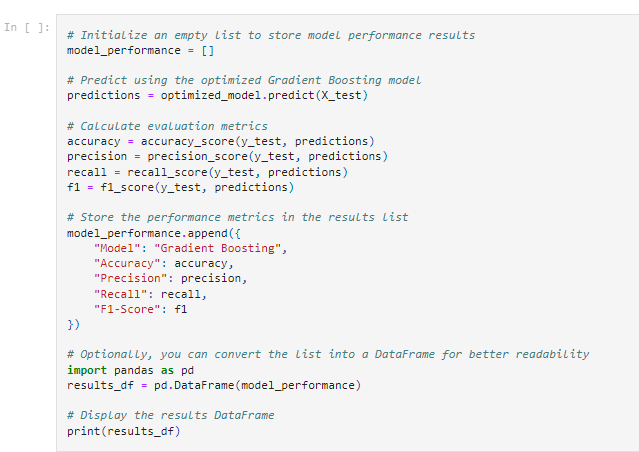 In [ ]:
# Initialize an empty list to store model performance results
model_performance = []

# Predict using the optimized Gradient Boosting model
predictions = optimized_model.predict(X_test)

# Calculate evaluation metrics
accuracy = accuracy_score(y_test, predictions)
precision = precision_score(y_test, predictions)
recall = recall_score(y_test, predictions)
f1 = f1_score(y_test, predictions)

# Store the performance metrics in the results list
model_performance.append({
    "Model": "Gradient Boosting",
    "Accuracy": accuracy,
    "Precision": precision,
    "Recall": recall,
    "F1-Score": f1
})

# Optionally, you can convert the list into a DataFrame for better readability
import pandas as pd
results_df = pd.DataFrame(model_performance)

# Display the results DataFrame
print(results_df)